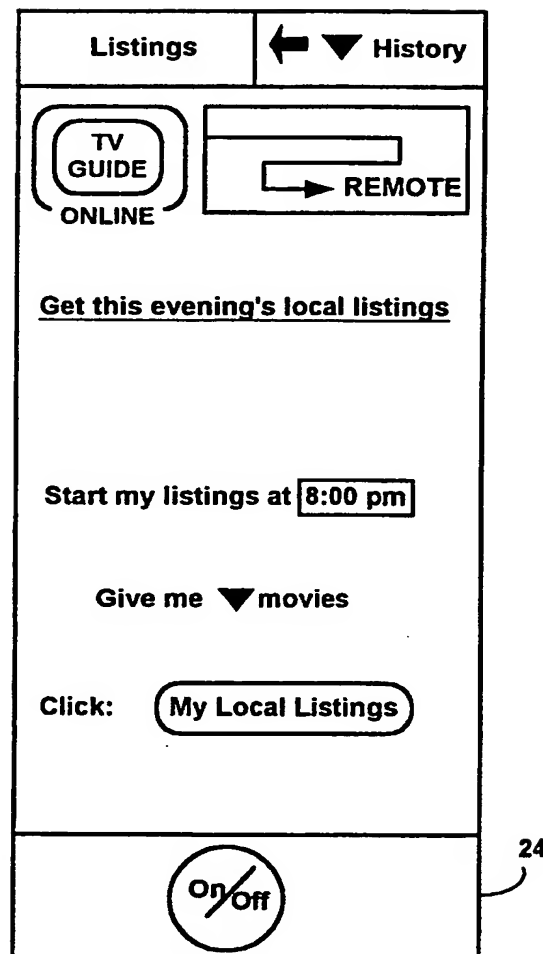 Listings
History
TV
GUIDE
ONLINE
REMOTE
Get this evening's local listings
Start my listings at 8:00 pm
Give me movies
Click: My Local Listings
On/Off
24